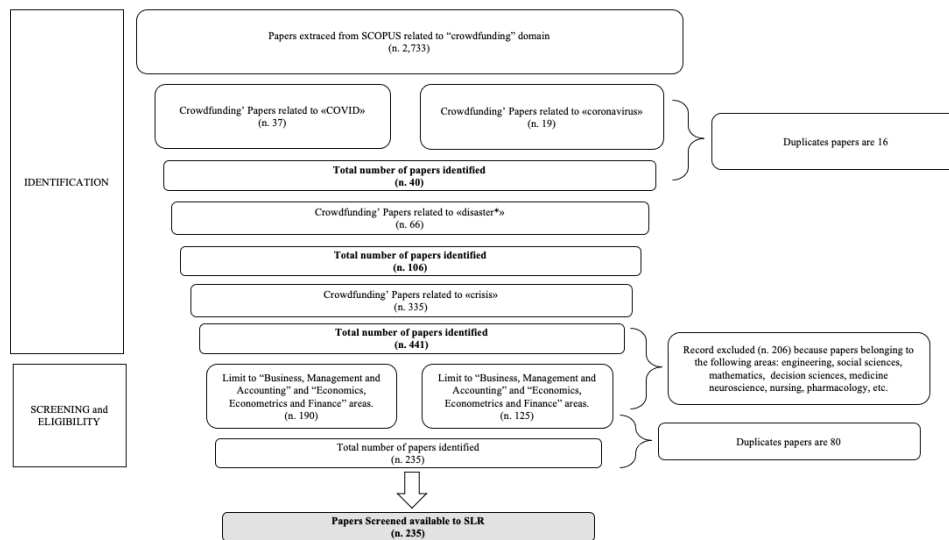 Papers extraced from SCOPUS related to “crowdfunding” domain
(n. 2,733)
Crowdfunding’ Papers related to «COVID»
(n. 37)
Crowdfunding’ Papers related to «coronavirus»
(n. 19)
Duplicates papers are 16
IDENTIFICATION
Total number of papers identified
(n. 40)
Crowdfunding’ Papers related to «disaster*»
(n. 66)
Total number of papers identified
(n. 106)
Crowdfunding’ Papers related to «crisis»
(n. 335)
Total number of papers identified
(n. 441)
Record excluded (n. 206) because papers belonging to
the following areas: engineering, social sciences,
mathematics, decision sciences, medicine
neuroscience, nursing, pharmacology, etc.
SCREENING and
ELIGIBILITY
Limit to “Business, Management and
Accounting” and “Economics,
Econometrics and Finance” areas.
(n. 190)
Limit to “Business, Management and
Accounting” and “Economics,
Econometrics and Finance” areas.
(n. 125)
Duplicates papers are 80
Total number of papers identified
(n. 235)
Papers Screened available to SLR
(n. 235)